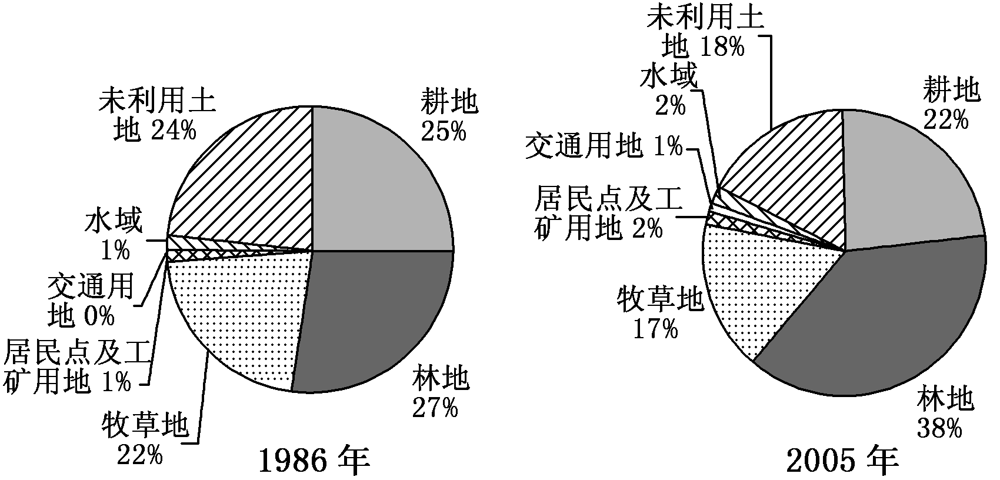 未利用土
地 24%
耕地
25%
水域
1%
交通用
地 0%
居民点及工
矿用地 1%
牧草地
22%
林地
27%
1986 年
未利用土
地 18%
水域
2%
耕地
22%
交通用地 1%
居民点及工
矿用地 2%
牧草地
17%
林地
38%
2005 年